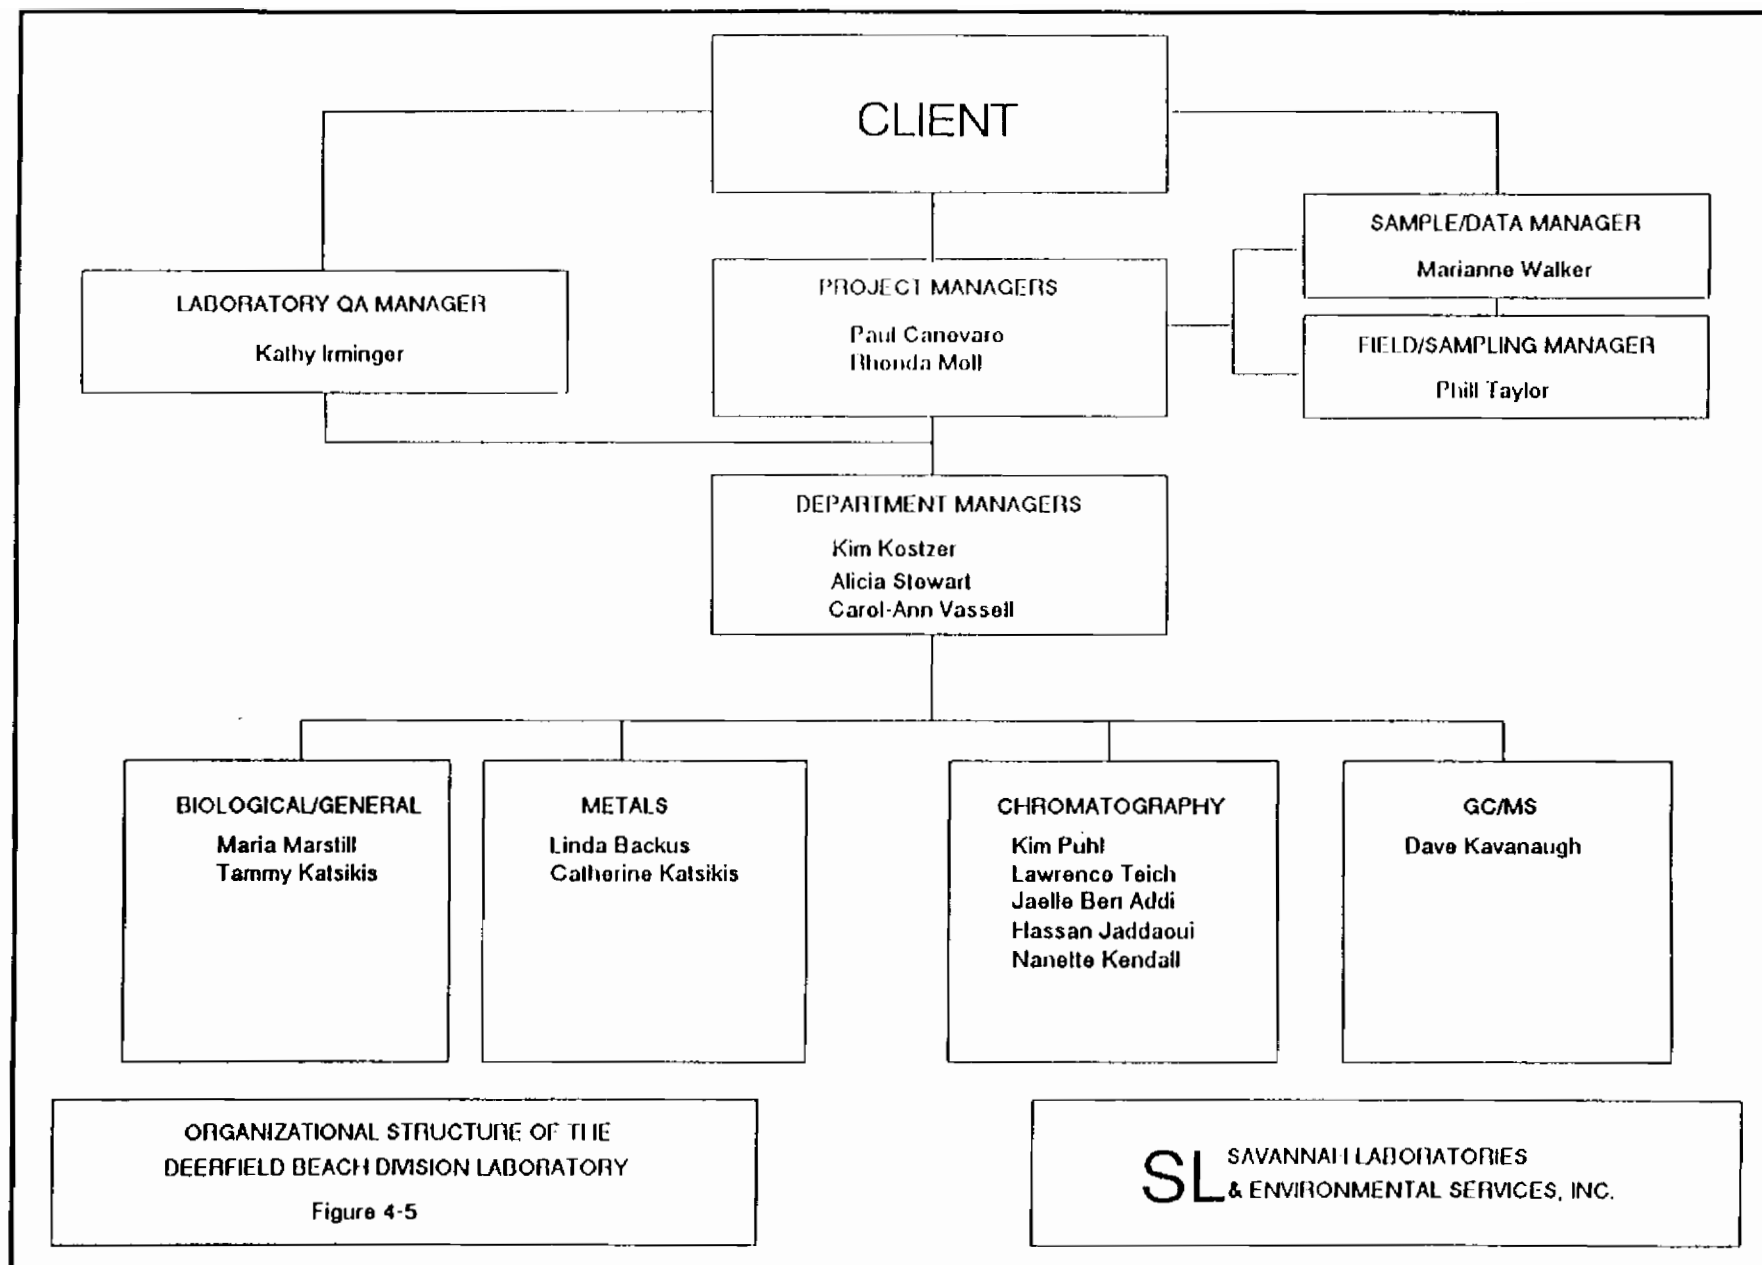 CLIENT
SAMPLE/DATA MANAGER
Marianne Walker
LABORATORY QA MANAGER
Kathy Irminger
PROJECT MANAGERS
Paul Canevaro
Rhonda Moll
FIELD/SAMPLING MANAGER
Phill Taylor
DEPARTMENT MANAGERS
Kim Kostzer
Alicia Stewart
Carol-Ann Vassell
BIOLOGICAL/GENERAL
Maria Marstill
Tammy Katsikis
METALS
Linda Backus
Catherine Katsikis
CHROMATOGRAPHY
Kim Puhl
Lawrence Teich
Jaelle Ben Addi
Hassan Jaddaoui
Nanette Kendall
GC/MS
Dave Kavanaugh
ORGANIZATIONAL STRUCTURE OF THE
DEERFIELD BEACH DIVISION LABORATORY
Figure 4-5
SL SAVANNAH LABORATORIES
& ENVIRONMENTAL SERVICES, INC.